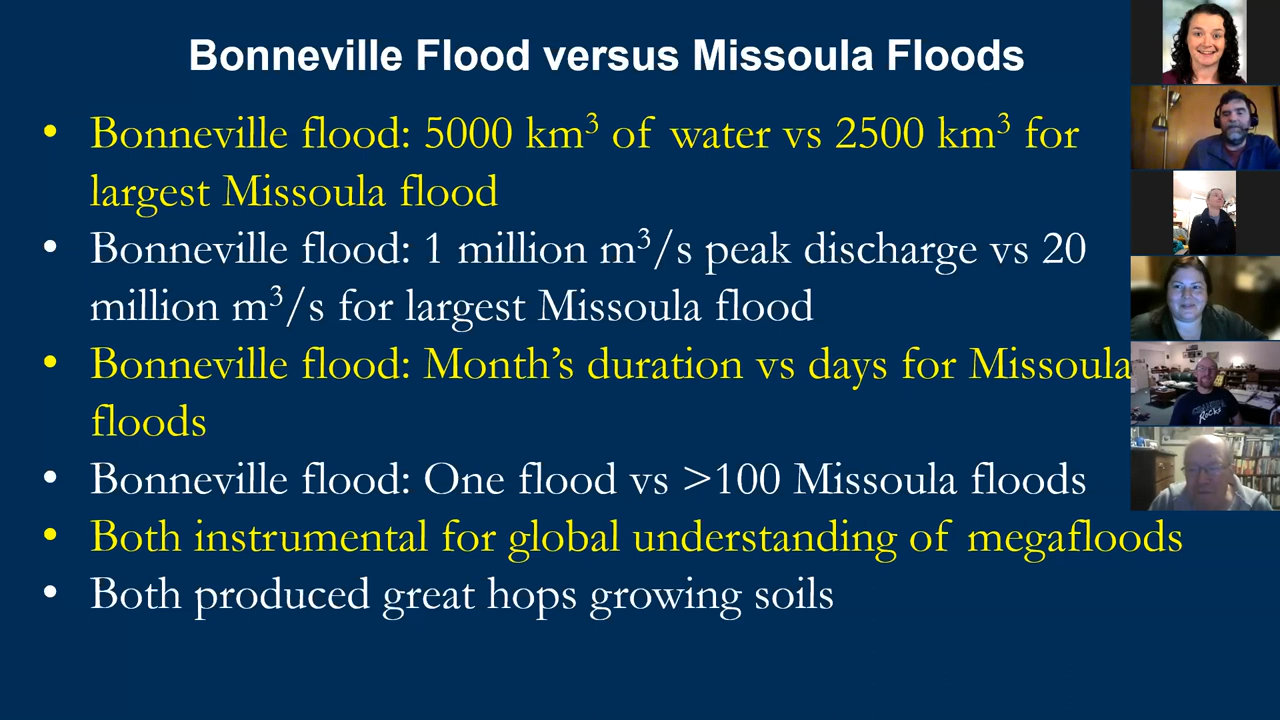 Bonneville Flood versus Missoula Floods
• Bonneville flood: 5000 km³ of water vs 2500 km³ for
largest Missoula flood
• Bonneville flood: 1 million m³/s peak discharge vs 20
million m³/s for largest Missoula flood
• Bonneville flood: Month’s duration vs days for Missoula
floods
• Bonneville flood: One flood vs >100 Missoula floods
• Both instrumental for global understanding of megafloods
• Both produced great hops growing soils
Rocks